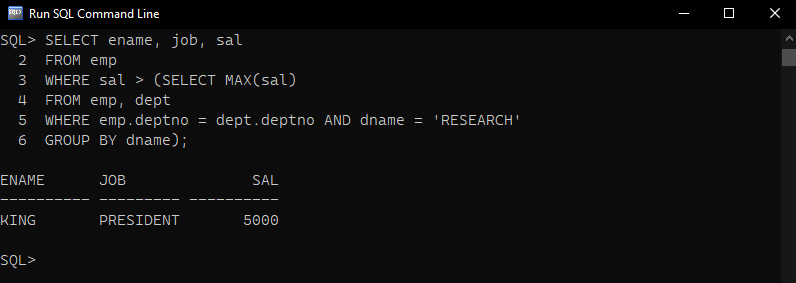 Run SQL Command Line
SQL> SELECT ename, job, sal
  2  FROM emp
  3  WHERE sal > (SELECT MAX(sal)
  4  FROM emp, dept
  5  WHERE emp.deptno = dept.deptno AND dname = 'RESEARCH'
  6  GROUP BY dname);
ENAME      JOB              SAL
---------- --------- ----------
KING       PRESIDENT       5000
SQL>